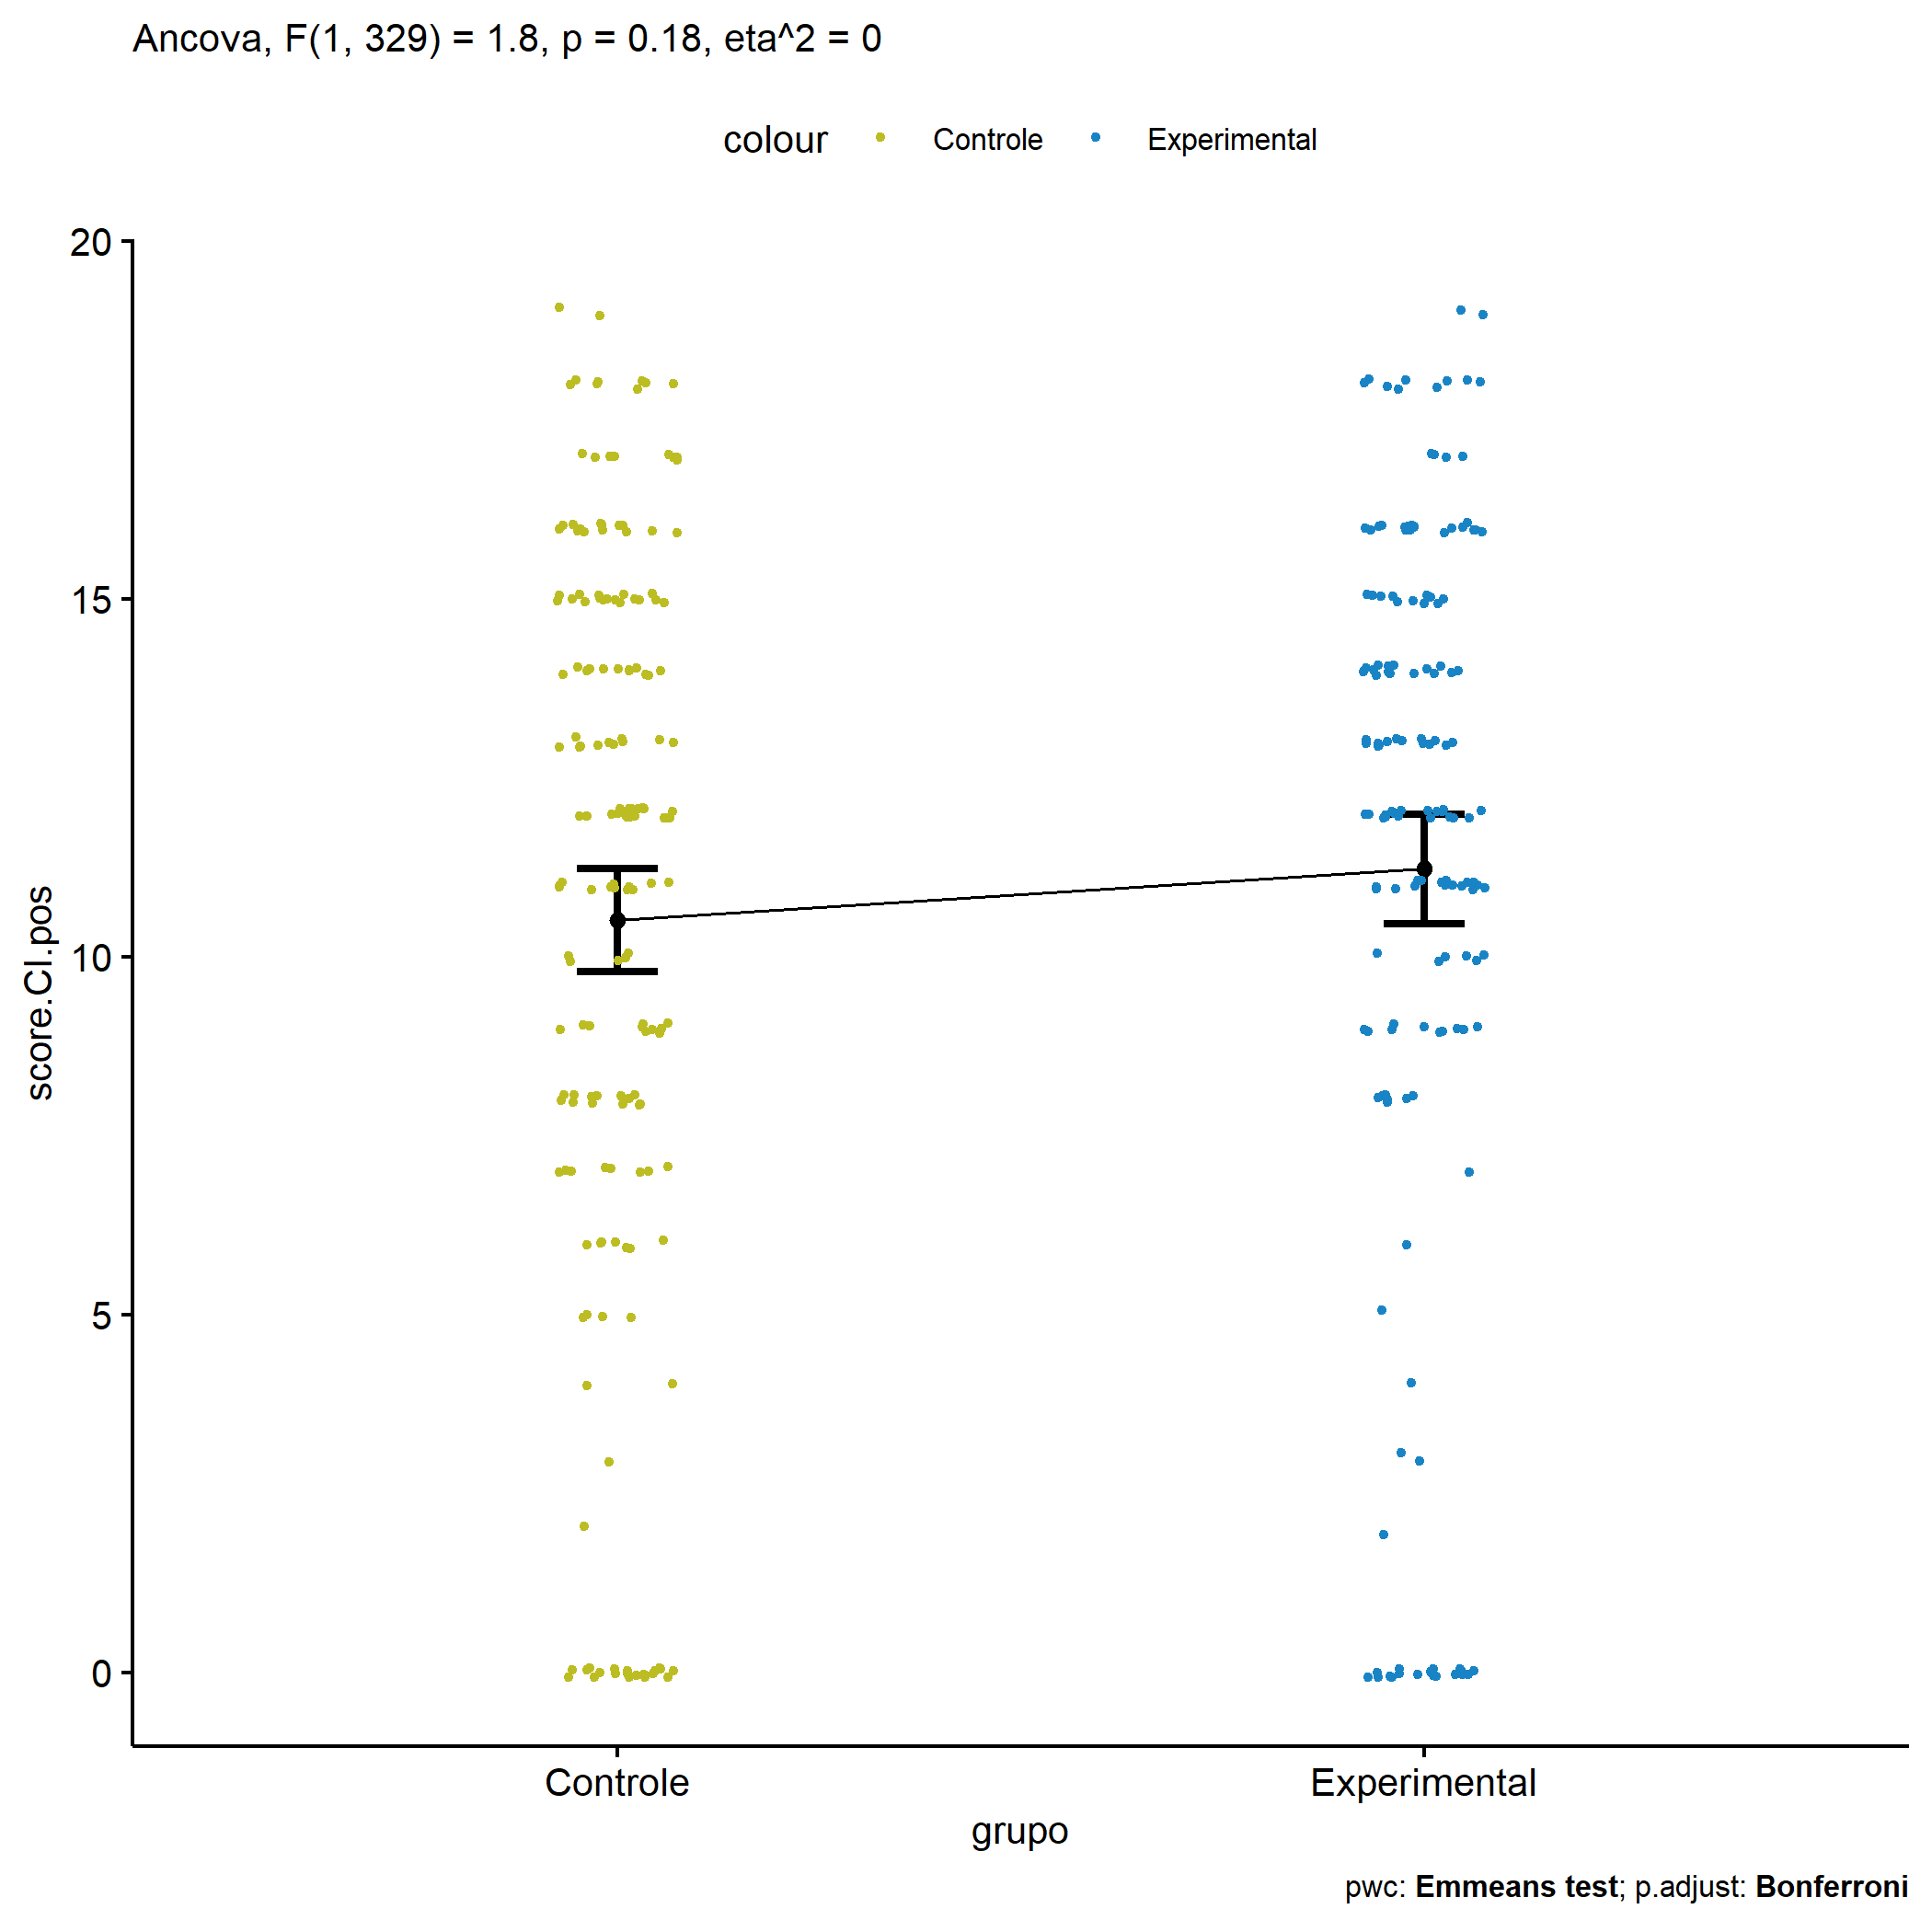 Ancova, F(1, 329) = 1.8, p = 0.18, eta^2 = 0
colour Controle Experimental
20
15
10
5
0
score.CI.pos
Controle Experimental
grupo
pwc: Emmeans test; p.adjust: Bonferroni